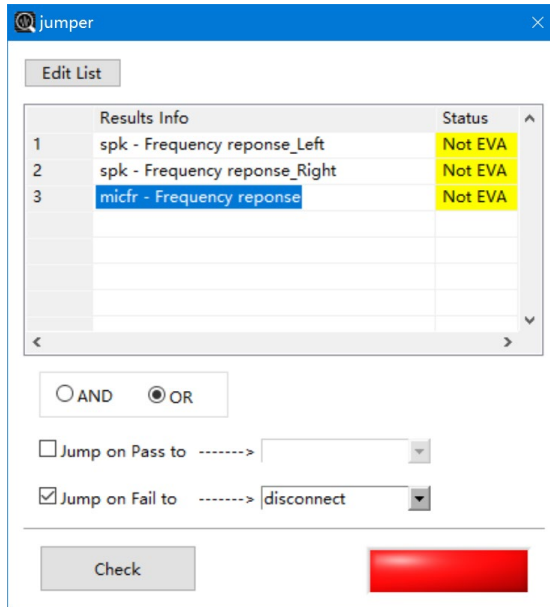 jumper
Edit List
Results Info Status
1 spk - Frequency reponse_Left Not EVA
2 spk - Frequency reponse_Right Not EVA
3 micfr - Frequency reponse Not EVA
AND OR
Jump on Pass to ------->
Jump on Fail to -------> disconnect
Check